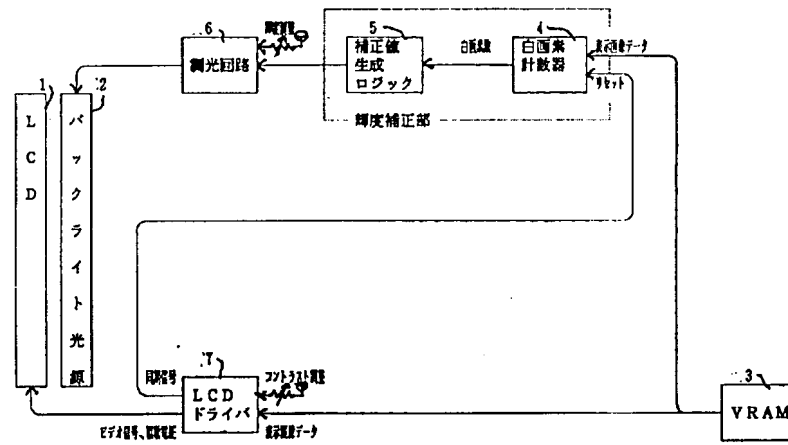 6
調光回路
輝度調整
5
補正値
生成
ロジック
白画素数
4
白画素
計数器
表示画像データ
リセット
輝度補正部
1
LCD
2
バックライト光源
同期信号
7
LCD
ドライバ
コントラスト調整
ビデオ信号、駆動電圧
表示画像データ
3
VRAM